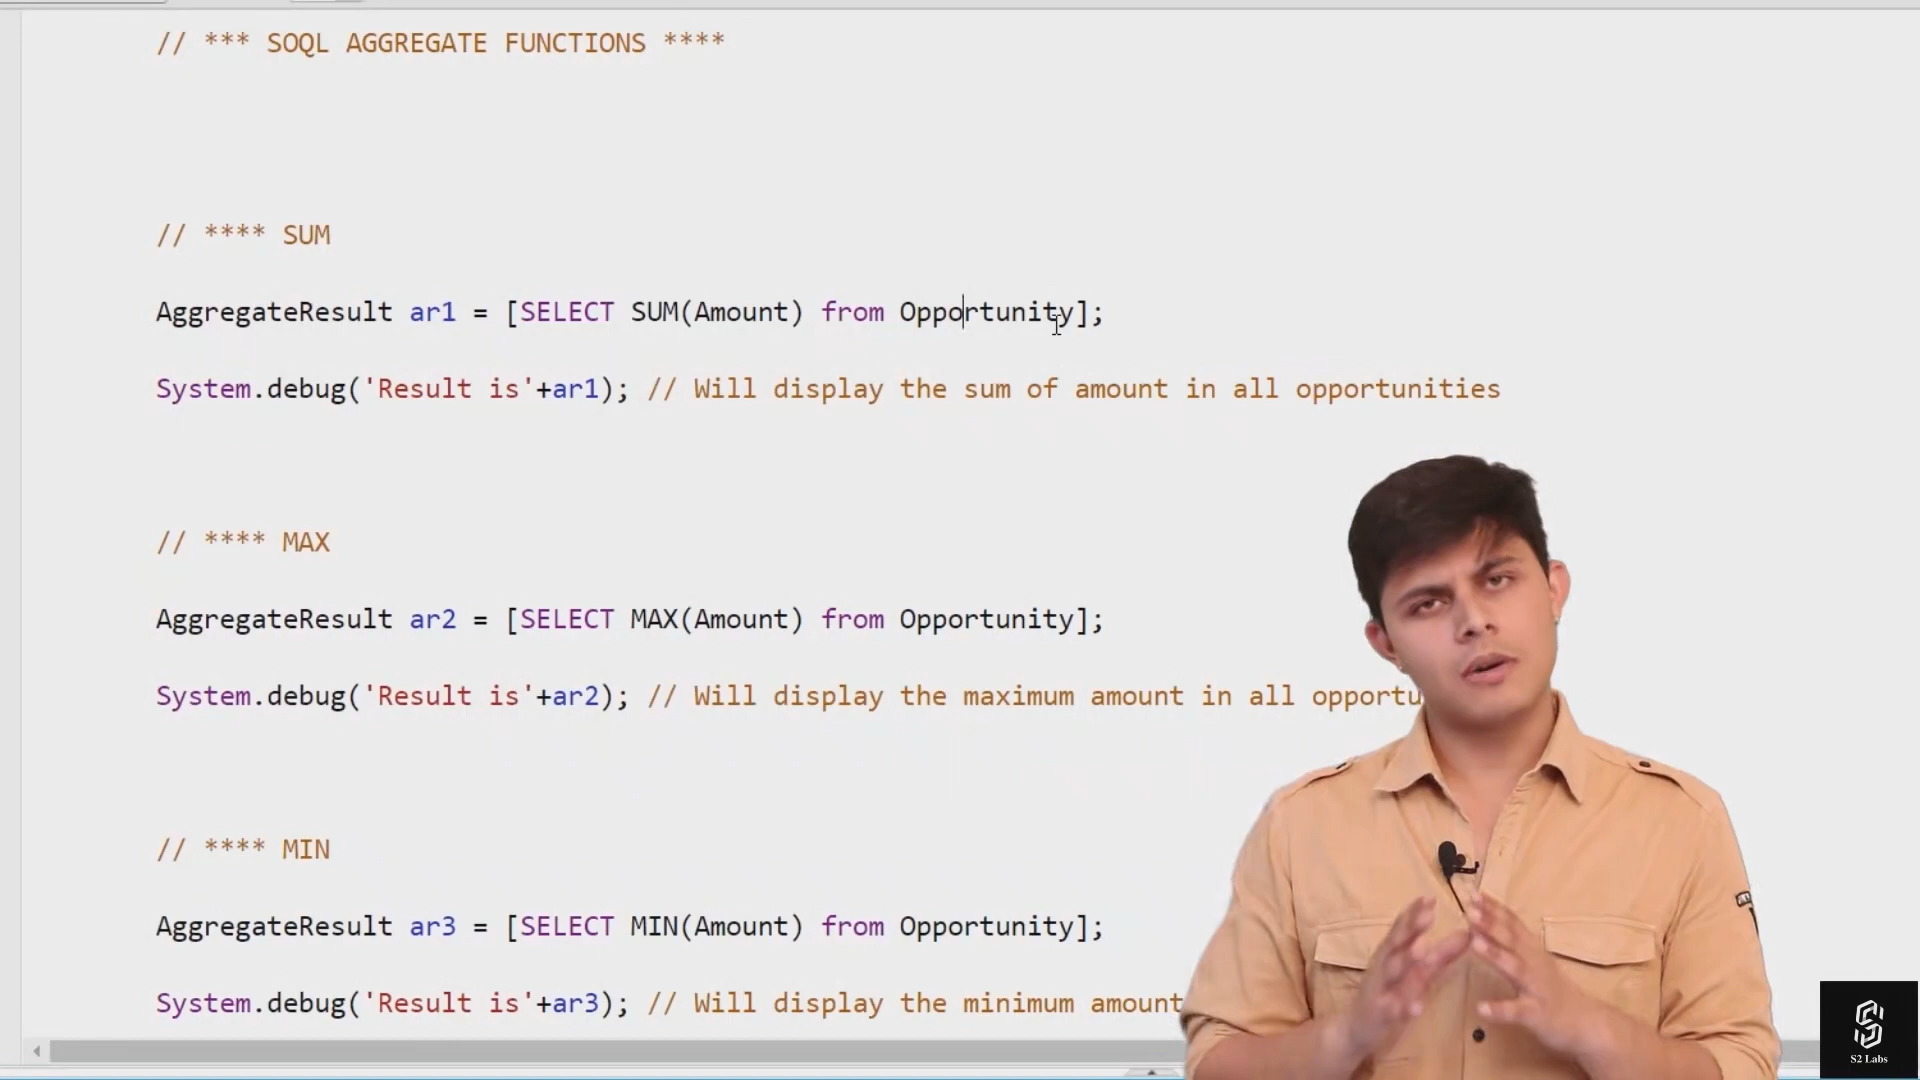 // *** SOQL AGGREGATE FUNCTIONS ****
// **** SUM
AggregateResult ar1 = [SELECT SUM(Amount) from Opportunity];
System.debug('Result is'+ar1); // Will display the sum of amount in all opportunities
// **** MAX
AggregateResult ar2 = [SELECT MAX(Amount) from Opportunity];
System.debug('Result is'+ar2); // Will display the maximum amount in all opportu
// **** MIN
AggregateResult ar3 = [SELECT MIN(Amount) from Opportunity];
System.debug('Result is'+ar3); // Will display the minimum amount
S2 Labs